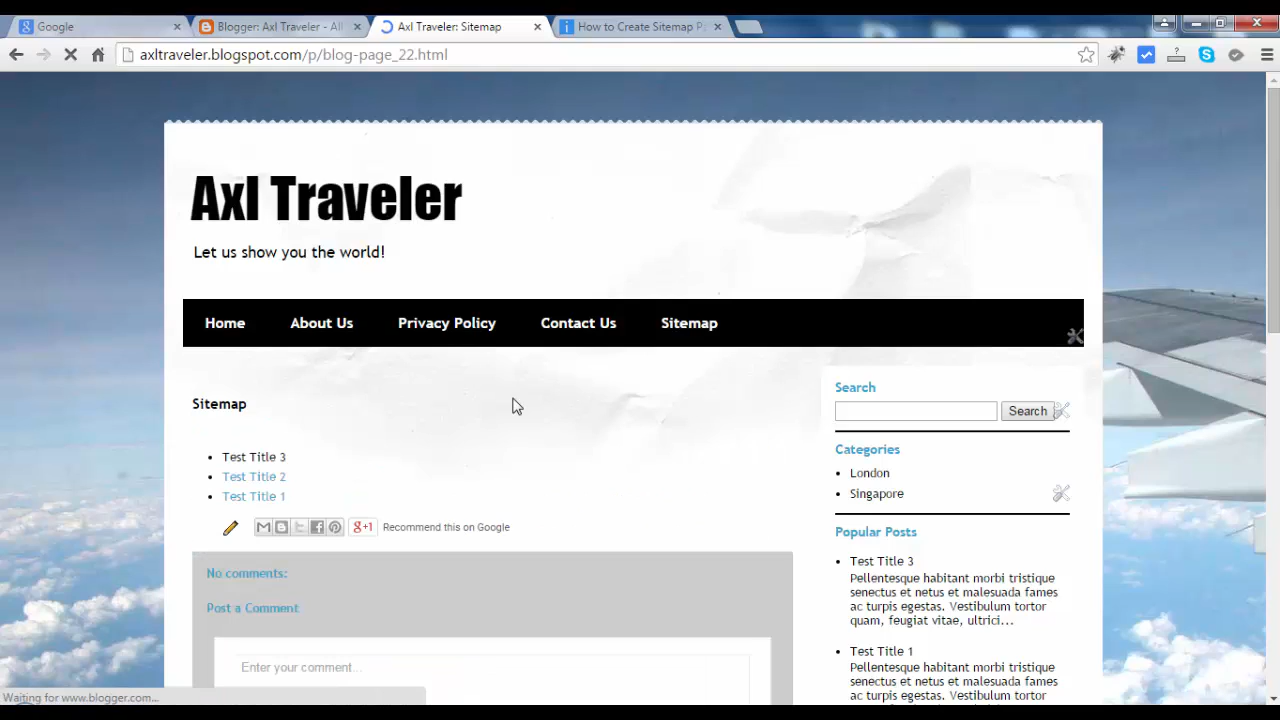 Google
Blogger: Axl Traveler - All
Axl Traveler: Sitemap
How to Create Sitemap P
axltraveler.blogspot.com/p/blog-page_22.html
Axl Traveler
Let us show you the world!
Home About Us Privacy Policy Contact Us Sitemap
Sitemap
Test Title 3
Test Title 2
Test Title 1
g+1 Recommend this on Google
No comments:
Post a Comment
Enter your comment...
Search
Search
Categories
London
Singapore
Popular Posts
Test Title 3
Pellentesque habitant morbi tristique
senectus et netus et malesuada fames
ac turpis egestas. Vestibulum tortor
quam, feugiat vitae, ultrici...
Test Title 1
Pellentesque habitant morbi tristique
senectus et netus et malesuada fames
ac turpis egestas. Vestibulum tortor
Waiting for www.blogger.com...